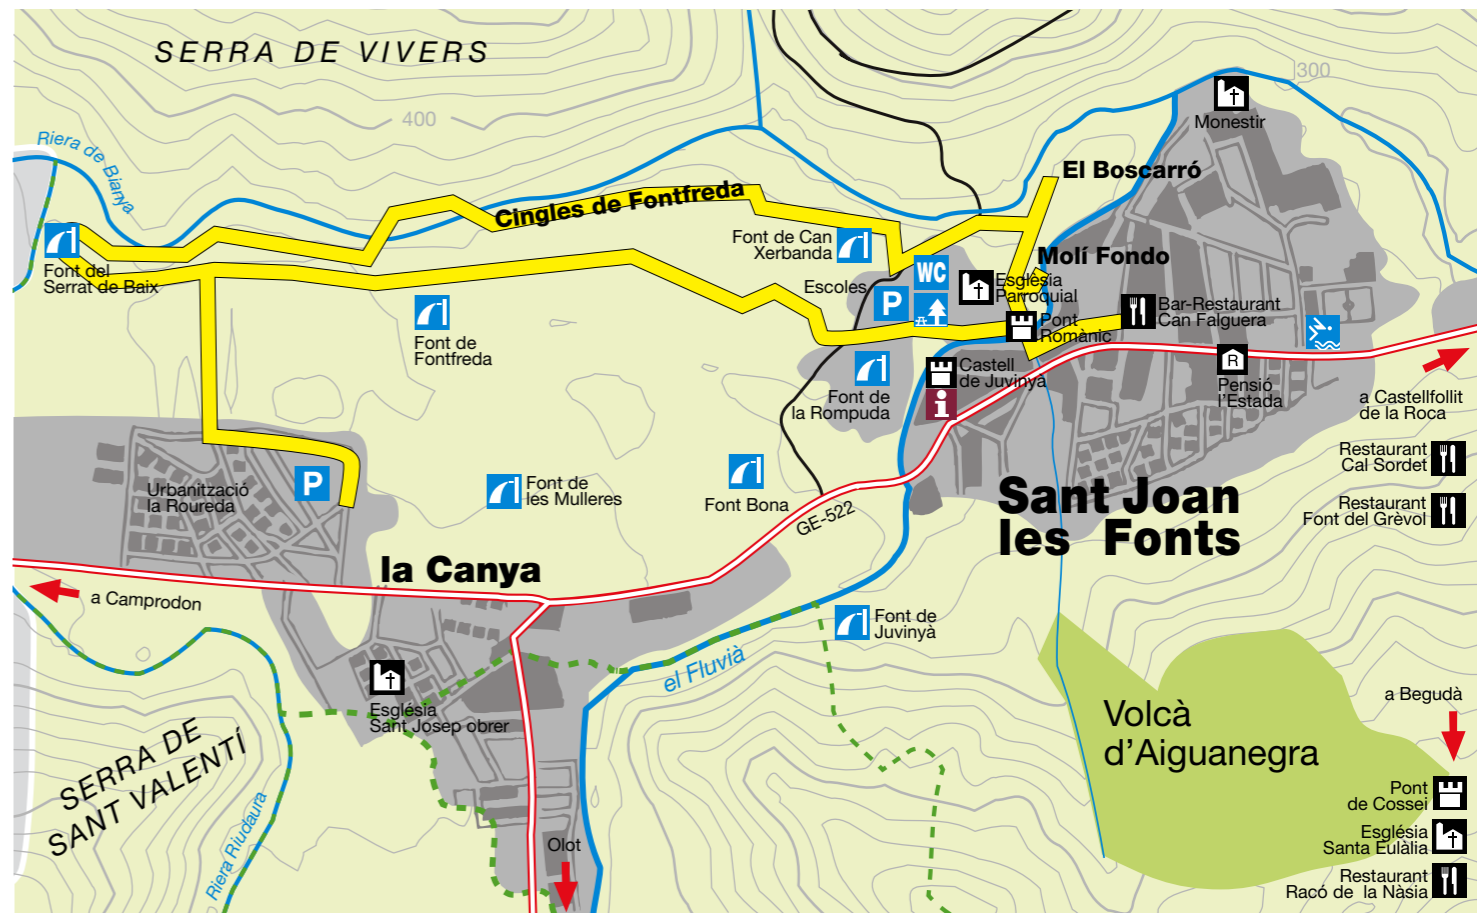 SERRA DE VIVERS
300
400
Monestir
Riera de Bianya
El Boscarró
Cingles de Fontfreda
Font de Can
Xerbanda
WC
Molí Fondo
Font del
Serrat de Baix
Escoles
P
Església
Parroquial
Bar-Restaurant
Can Falguera
Pont
Romànic
Font de
Fontfreda
Castell
de Juvinyà
i
R
Pensió
l'Estada
Font de
la Rompuda
a Castellfollit
de la Roca
Restaurant
Cal Sordet
Urbanització
la Roureda
P
Font de
les Mulleres
Font Bona
GE-522
Sant Joan
les Fonts
Restaurant
Font del Grèvol
la Canya
a Camprodon
Font de
Juvinyà
el Fluvià
Església
Sant Josep obrer
SERRA DE
SANT VALENTÍ
Riera Riudaura
Olot
Volcà
d'Aiguanegra
a Begudà
Pont
de Cossei
Església
Santa Eulàlia
Restaurant
Racó de la Nàsia